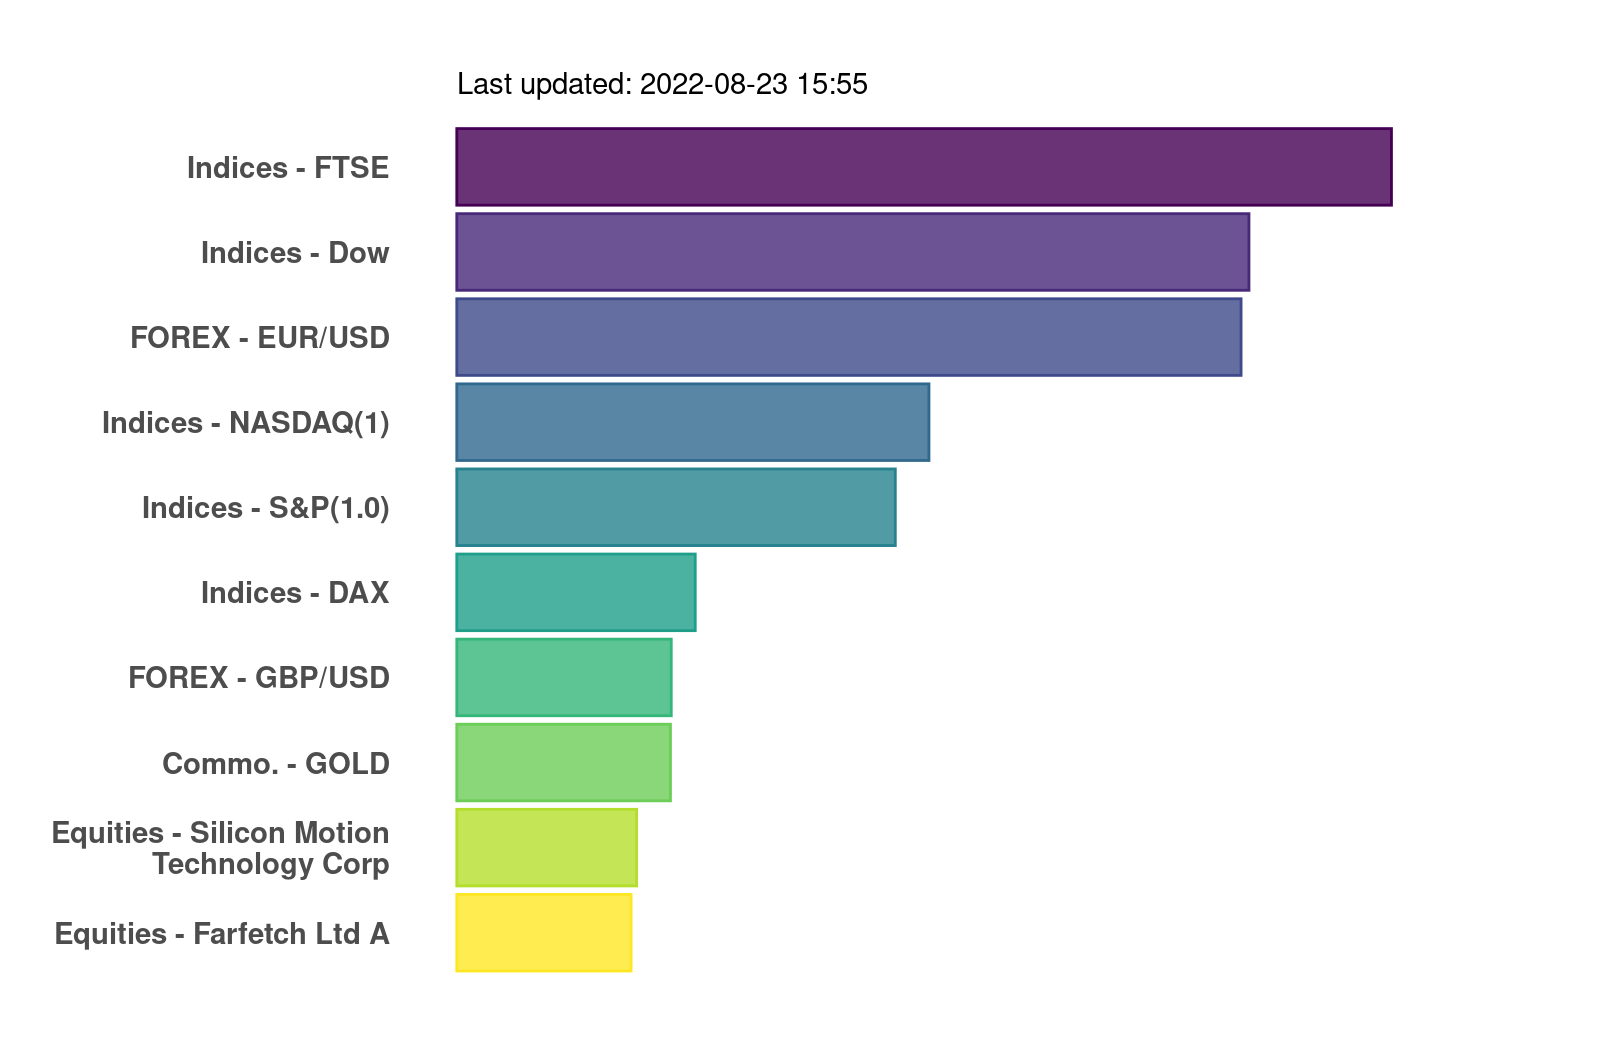 Last updated: 2022-08-23 15:55
Indices - FTSE
Indices - Dow
FOREX - EUR/USD
Indices - NASDAQ(1)
Indices - S&P(1.0)
Indices - DAX
FOREX - GBP/USD
Commo. - GOLD
Equities - Silicon Motion
Technology Corp
Equities - Farfetch Ltd A